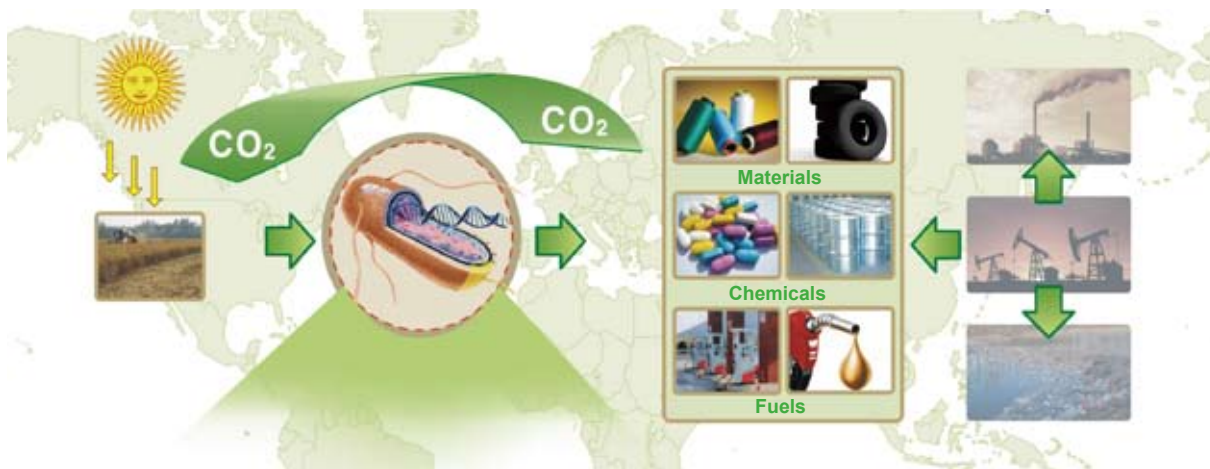 CO₂
CO₂
Materials
Chemicals
Fuels